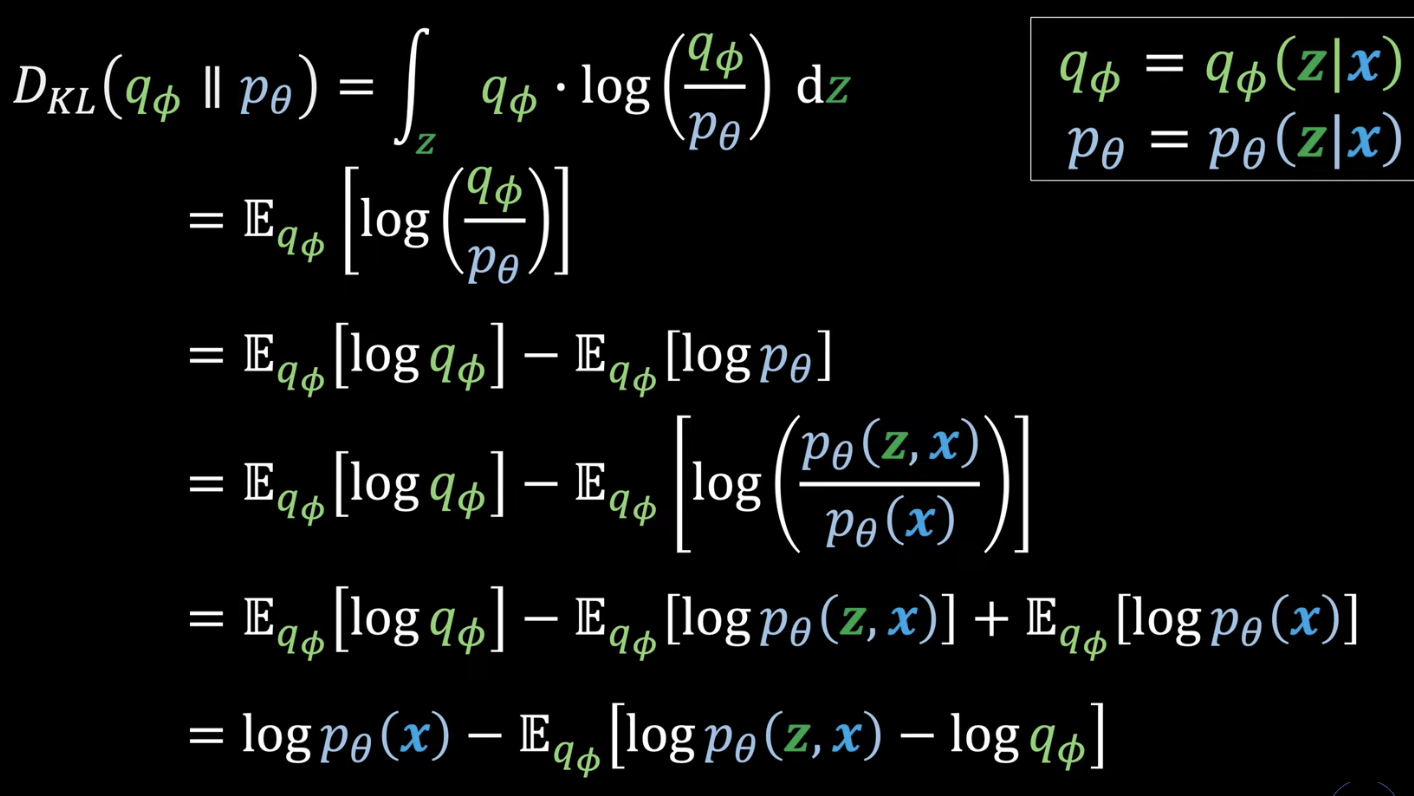 D_{KL}(q_ϕ ∥ p_θ) = ∫_z q_ϕ · log(q_ϕ / p_θ) dz
q_ϕ = q_ϕ(z|x)
p_θ = p_θ(z|x)
= 𝔼_{q_ϕ}[log(q_ϕ / p_θ)]
= 𝔼_{q_ϕ}[log q_ϕ] − 𝔼_{q_ϕ}[log p_θ]
= 𝔼_{q_ϕ}[log q_ϕ] − 𝔼_{q_ϕ}[log(p_θ(z, x) / p_θ(x))]
= 𝔼_{q_ϕ}[log q_ϕ] − 𝔼_{q_ϕ}[log p_θ(z, x)] + 𝔼_{q_ϕ}[log p_θ(x)]
= log p_θ(x) − 𝔼_{q_ϕ}[log p_θ(z, x) − log q_ϕ]